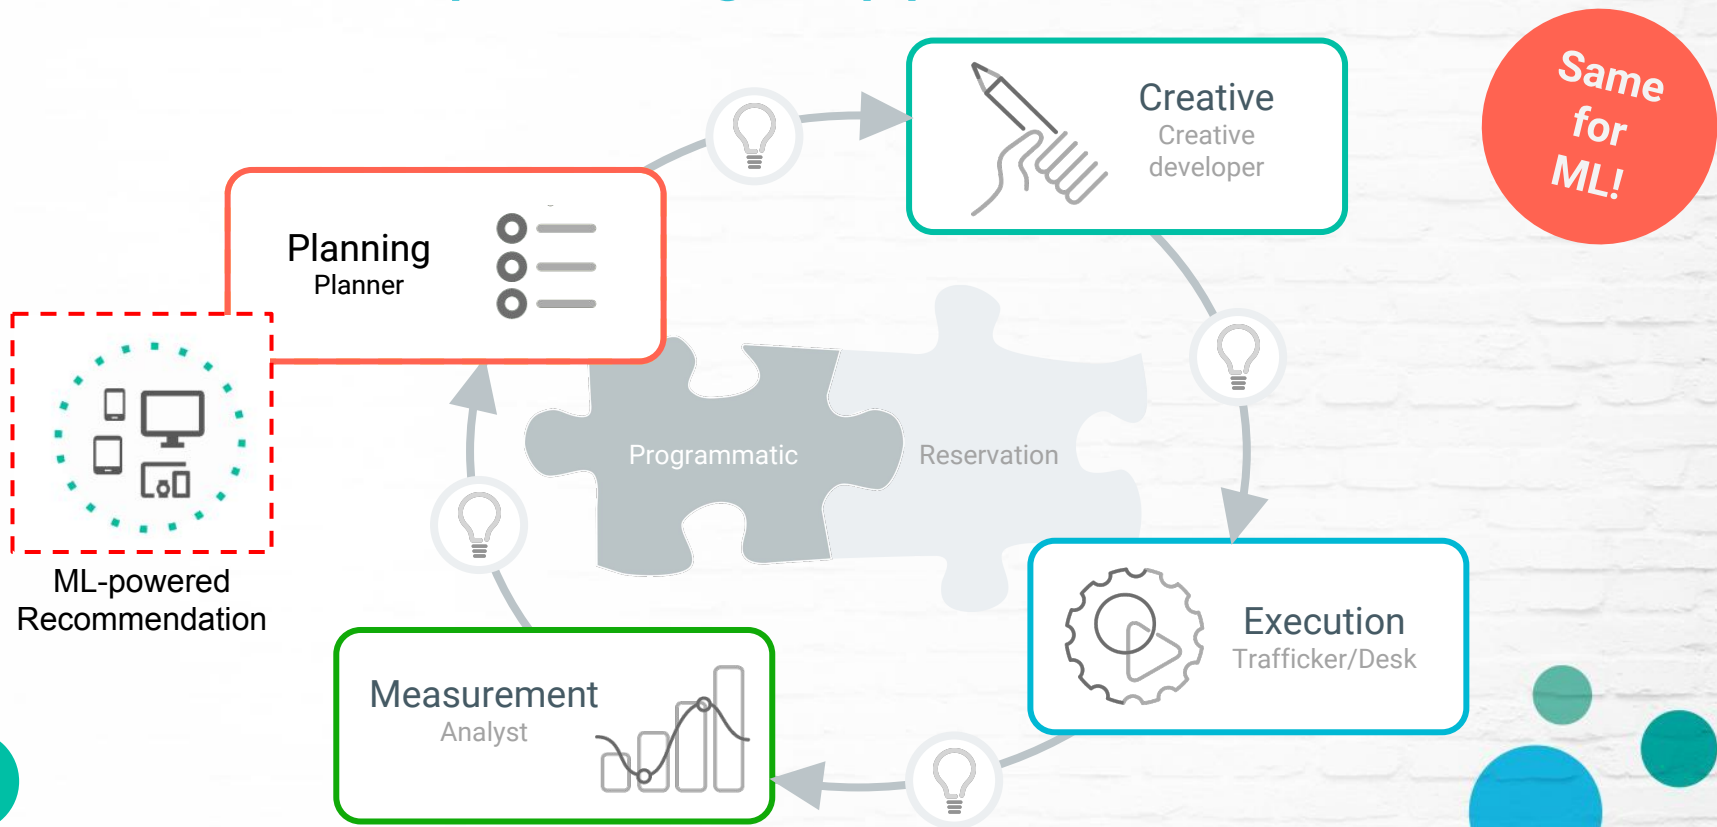 Same
for
ML!
Creative
Creative
developer
Planning
Planner
Programmatic
Reservation
ML-powered
Recommendation
Execution
Trafficker/Desk
Measurement
Analyst